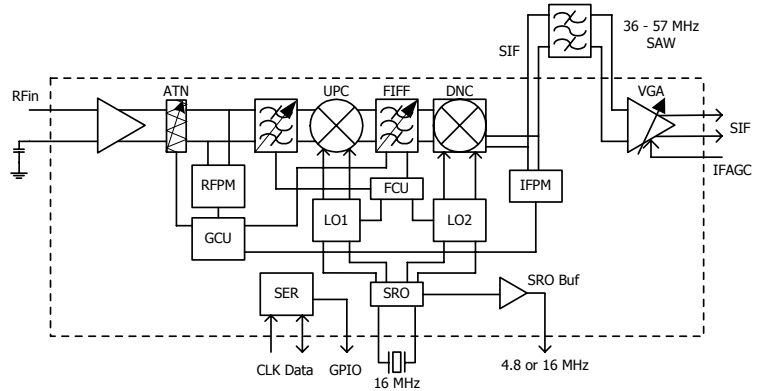 36 - 57 MHz
SAW
SIF
RFin
ATN
UPC
FIFF
DNC
VGA
SIF
IFAGC
RFPM
FCU
IFPM
GCU
LO1
LO2
SER
SRO
SRO Buf
CLK Data
GPIO
16 MHz
4.8 or 16 MHz